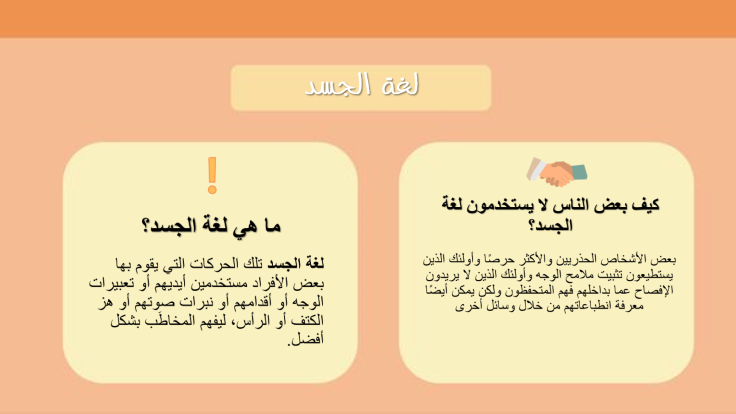 لغة الجسد
كيف بعض الناس لا يستخدمون لغة
الجسد؟
بعض الأشخاص الحذريين والأكثر حرصًا وأولئك الذين
يستطيعون تثبيت ملامح الوجه وأولئك الذين لا يريدون
الإفصاح عما بداخلهم فهم المتحفظون ولكن يمكن أيضًا
معرفة انطباعاتهم من خلال وسائل أخرى
ما هي لغة الجسد؟
لغة الجسد تلك الحركات التي يقوم بها
بعض الأفراد مستخدمين أيديهم أو تعبيرات
الوجه أو أقدامهم أو نبرات صوتهم أو هز
الكتف أو الرأس، ليفهم المخاطَب بشكل
أفضل.